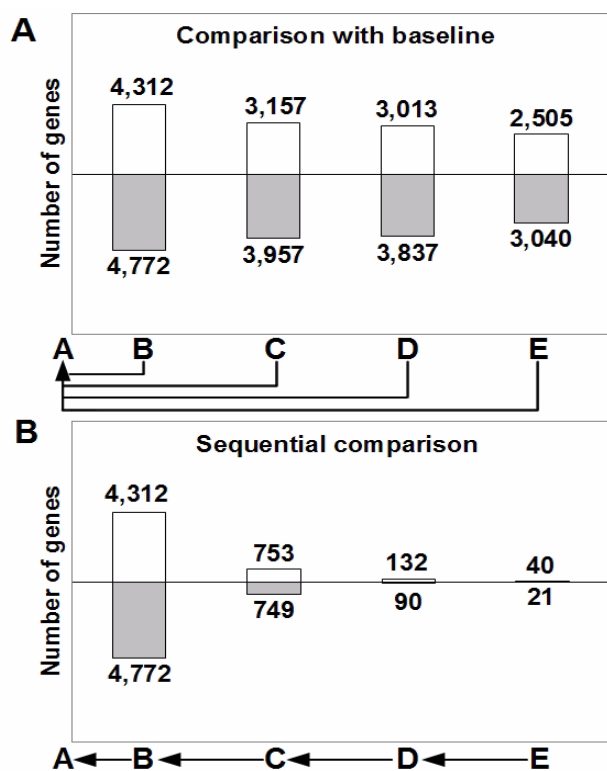 A
Comparison with baseline
Number of genes
4,312 3,157 3,013 2,505
4,772 3,957 3,837 3,040
A B C D E
B
Sequential comparison
Number of genes
4,312 753 132 40
4,772 749 90 21
A B C D E